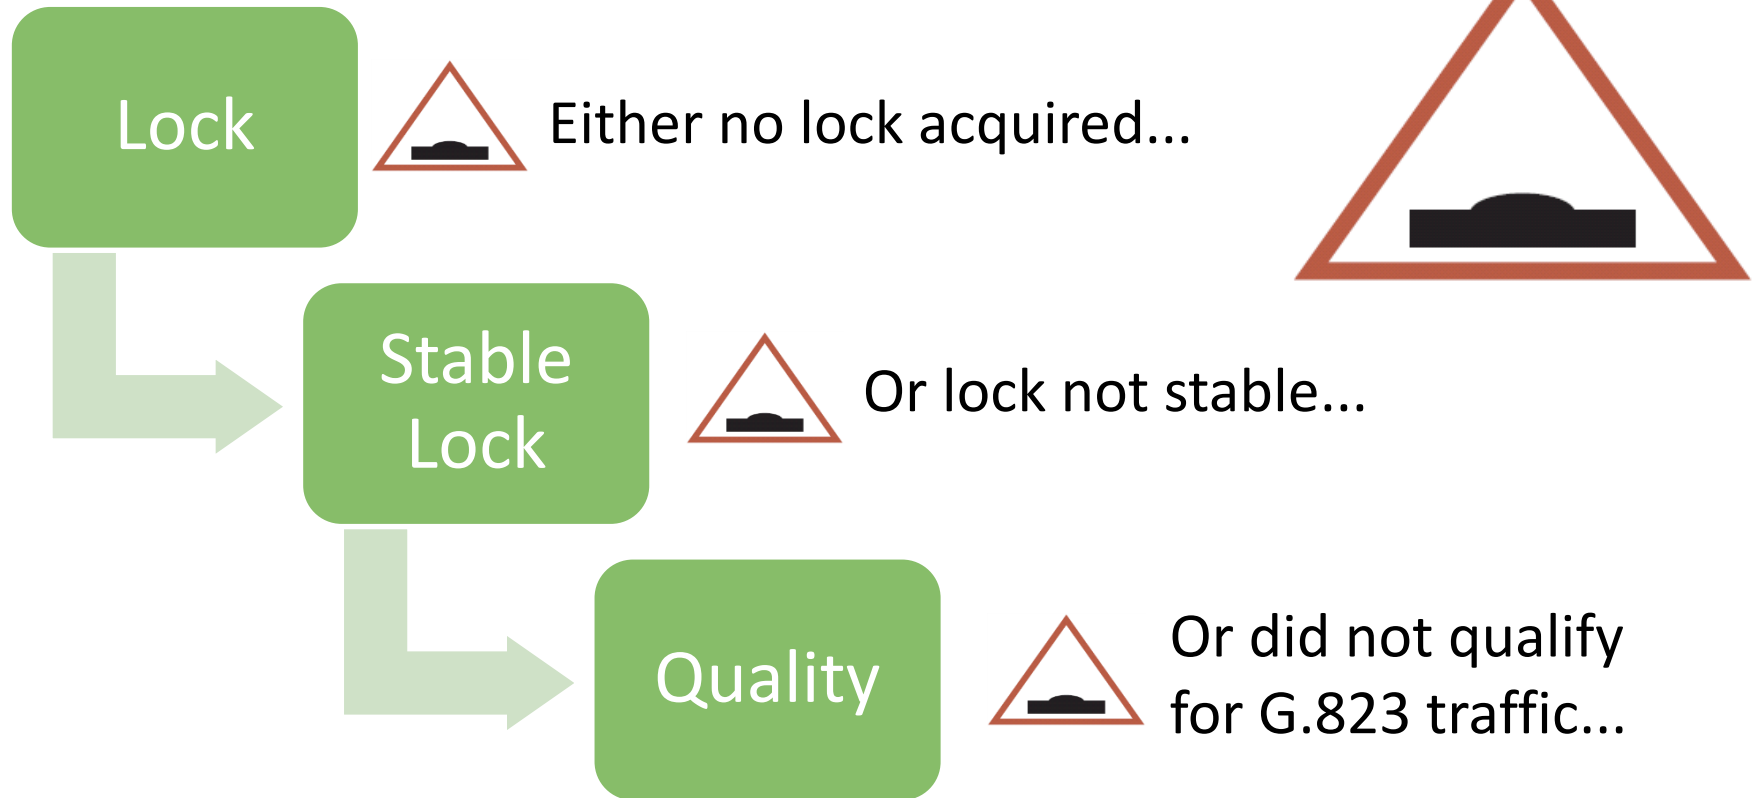 Lock
Either no lock acquired...
Stable
Lock
Or lock not stable...
Quality
Or did not qualify
for G.823 traffic...